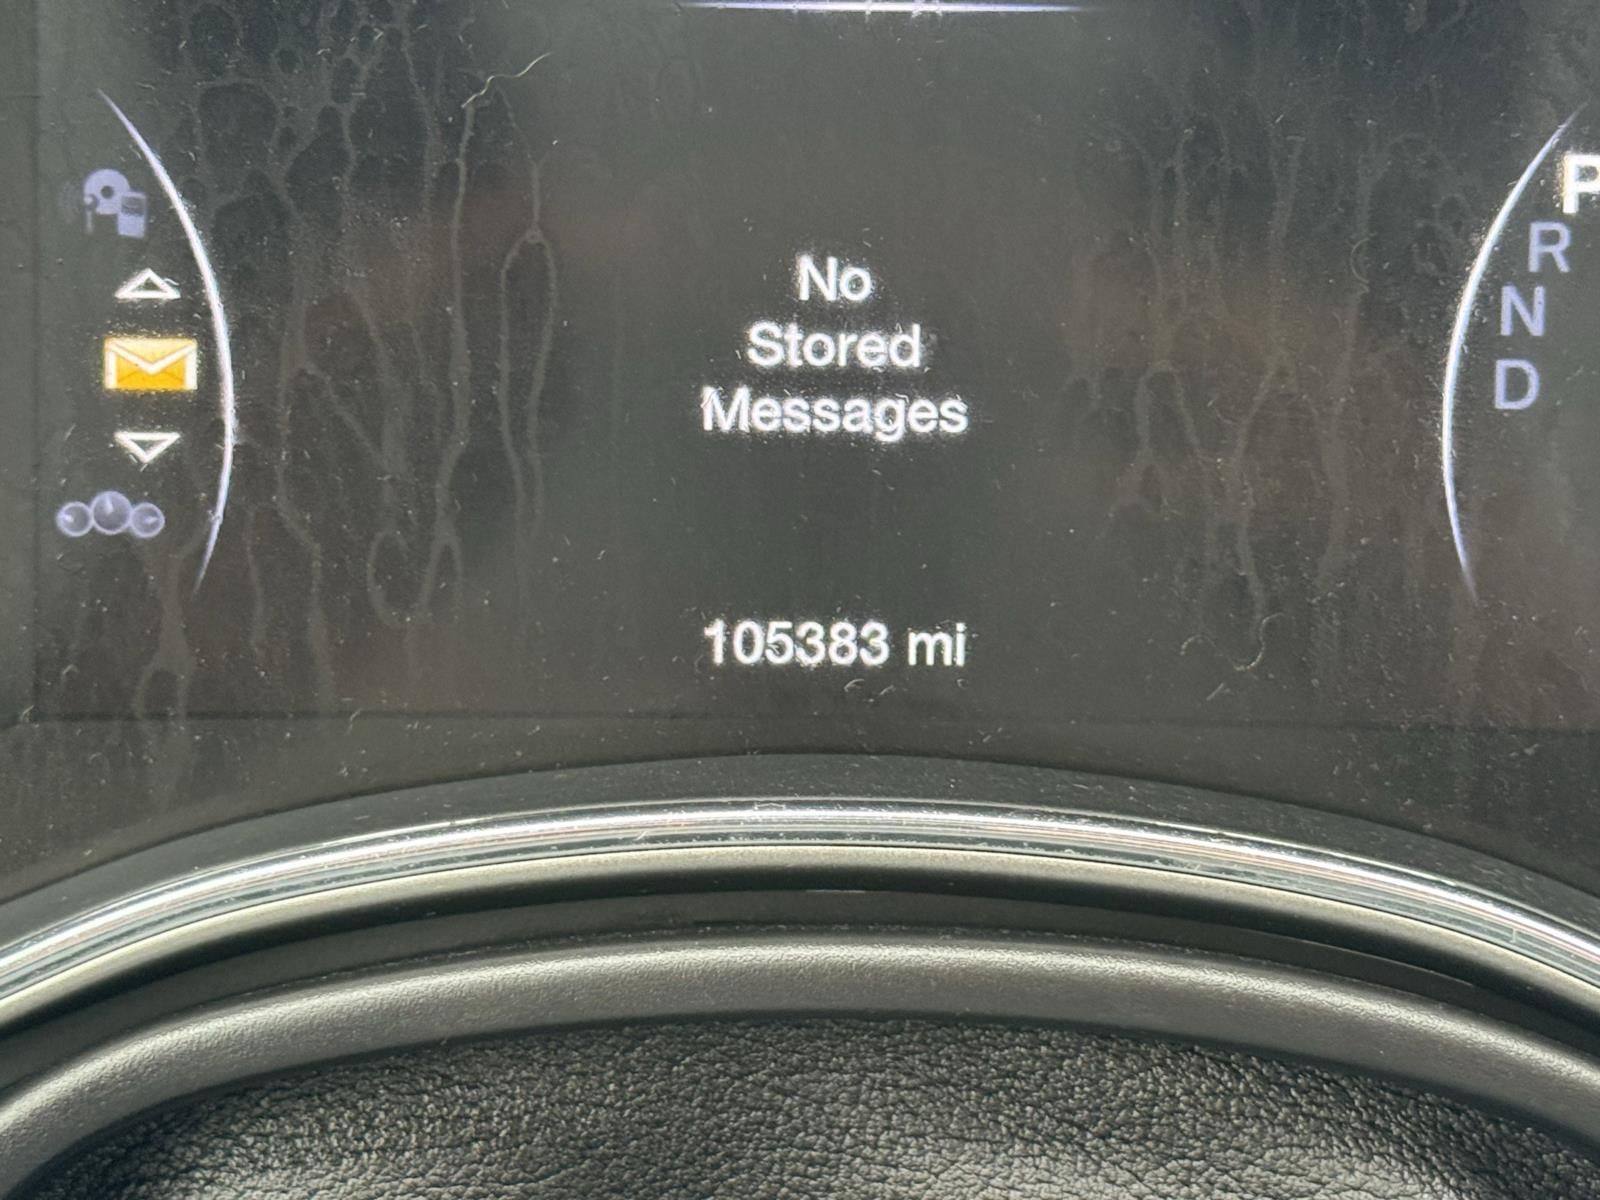 No
Stored
Messages
P
R
N
D
105383 mi